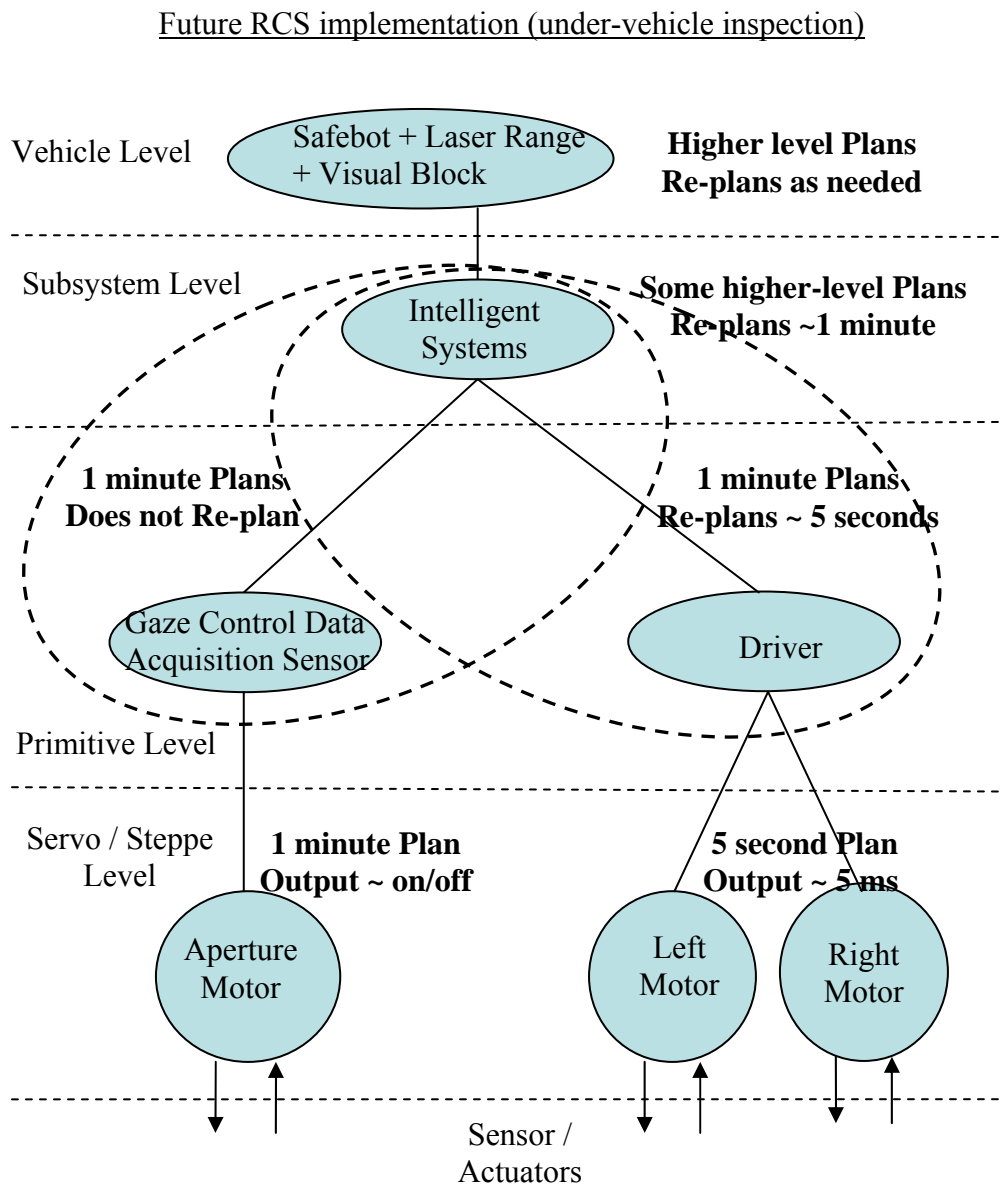 Future RCS implementation (under-vehicle inspection)
Vehicle Level
Safebot + Laser Range
+ Visual Block
Higher level Plans
Re-plans as needed
Subsystem Level
Intelligent
Systems
Some higher-level Plans
Re-plans ~1 minute
1 minute Plans
Does not Re-plan
1 minute Plans
Re-plans ~ 5 seconds
Gaze Control Data
Acquisition Sensor
Driver
Primitive Level
Servo / Steppe
Level
1 minute Plan
Output ~ on/off
5 second Plan
Output ~ 5 ms
Aperture
Motor
Left
Motor
Right
Motor
Sensor /
Actuators